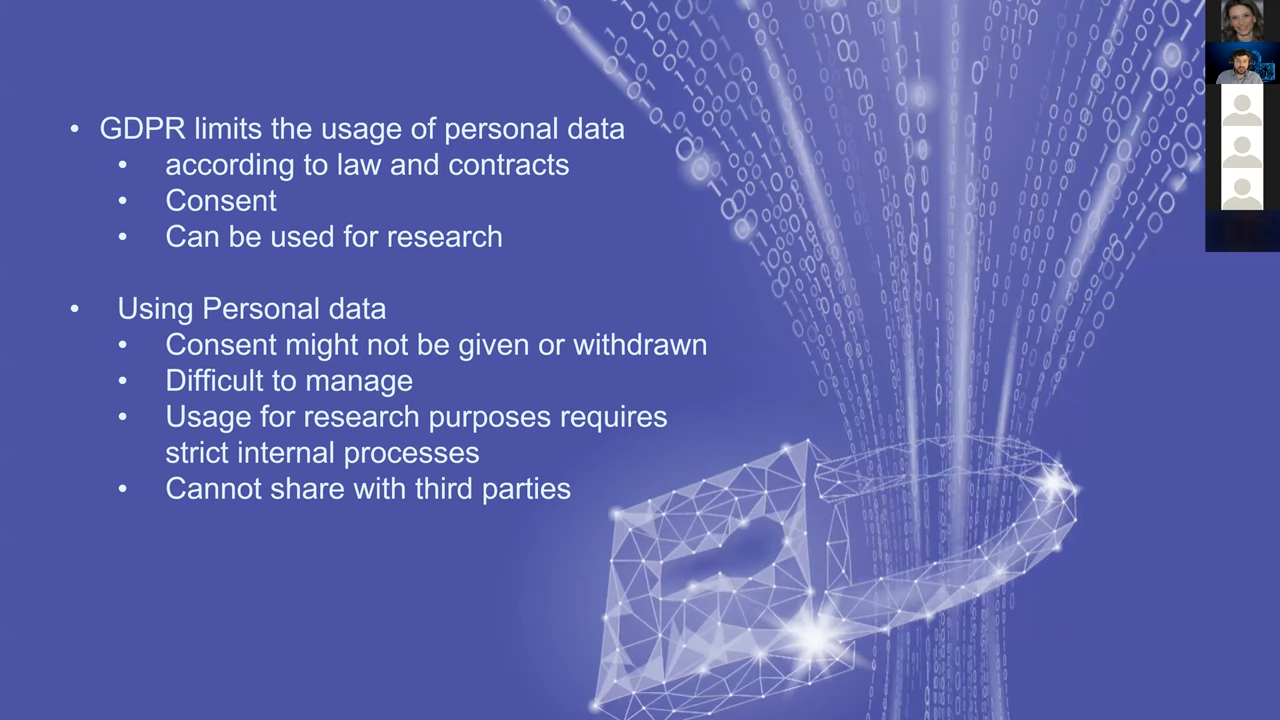 • GDPR limits the usage of personal data
• according to law and contracts
• Consent
• Can be used for research
• Using Personal data
• Consent might not be given or withdrawn
• Difficult to manage
• Usage for research purposes requires
strict internal processes
• Cannot share with third parties